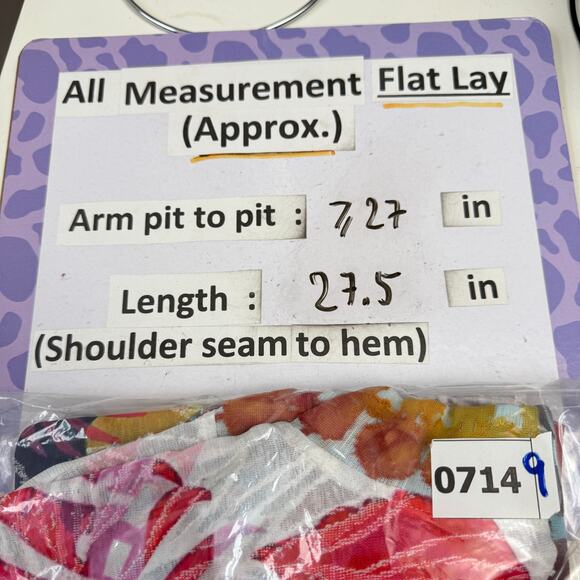 All Measurement Flat Lay
(Approx.)
Arm pit to pit : ≥27 in
Length : 27.5 in
(Shoulder seam to hem)
07149